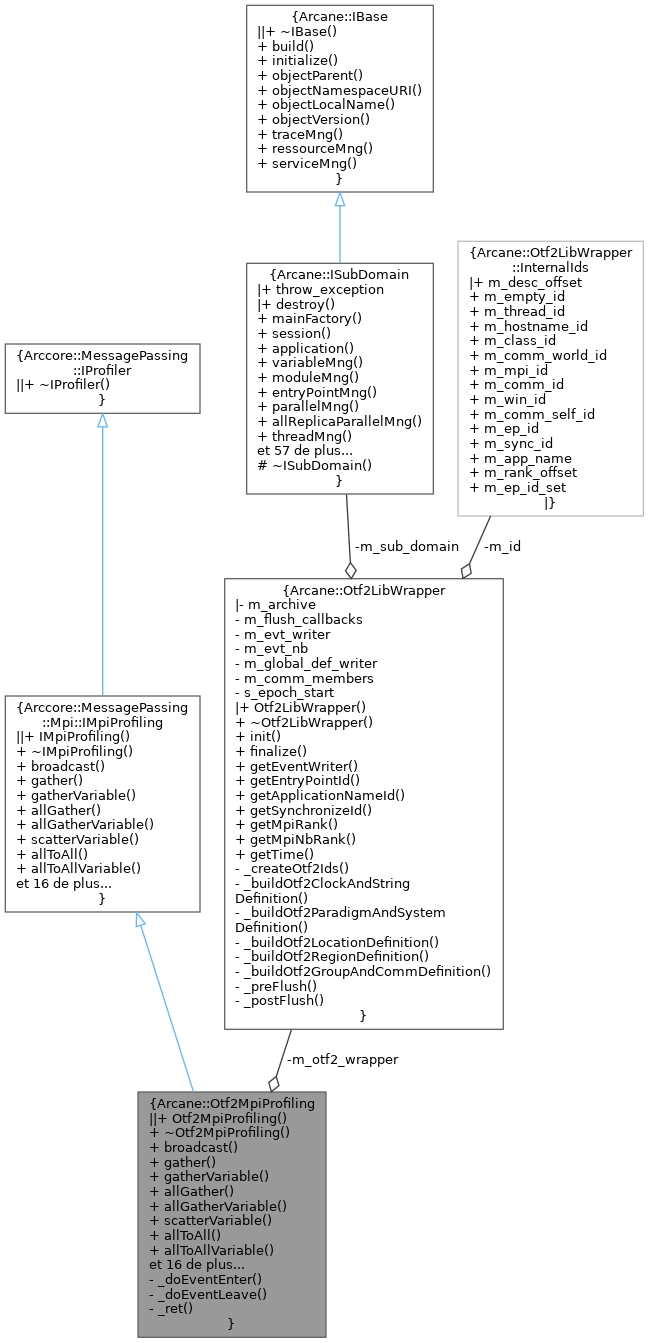 {Arcane::IBase
||+ ~IBase()
+ build()
+ initialize()
+ objectParent()
+ objectNamespaceURI()
+ objectLocalName()
+ objectVersion()
+ traceMng()
+ ressourceMng()
+ serviceMng()
}
{Arcane::ISubDomain
|+ throw_exception
|+ destroy()
+ mainFactory()
+ session()
+ application()
+ variableMng()
+ moduleMng()
+ entryPointMng()
+ parallelMng()
+ allReplicaParallelMng()
+ threadMng()
et 57 de plus...
# ~ISubDomain()
}
{Arcane::Otf2LibWrapper
::InternalIds
|+ m_desc_offset
+ m_empty_id
+ m_thread_id
+ m_hostname_id
+ m_class_id
+ m_comm_world_id
+ m_mpi_id
+ m_comm_id
+ m_win_id
+ m_comm_self_id
+ m_ep_id
+ m_sync_id
+ m_app_name
+ m_rank_offset
+ m_ep_id_set
|}
{Arccore::MessagePassing
::IProfiler
||+ ~IProfiler()
}
-m_sub_domain
-m_id
{Arcane::Otf2LibWrapper
|- m_archive
- m_flush_callbacks
- m_evt_writer
- m_evt_nb
- m_global_def_writer
- m_comm_members
- s_epoch_start
|+ Otf2LibWrapper()
+ ~Otf2LibWrapper()
+ init()
+ finalize()
+ getEventWriter()
+ getEntryPointId()
+ getApplicationNameId()
+ getSynchronizeId()
+ getMpiRank()
+ getMpiNbRank()
+ getTime()
- _createOtf2Ids()
- _buildOtf2ClockAndString
Definition()
- _buildOtf2ParadigmAndSystem
Definition()
- _buildOtf2LocationDefinition()
- _buildOtf2RegionDefinition()
- _buildOtf2GroupAndCommDefinition()
- _preFlush()
- _postFlush()
}
{Arccore::MessagePassing
::Mpi::IMpiProfiling
||+ IMpiProfiling()
+ ~IMpiProfiling()
+ broadcast()
+ gather()
+ gatherVariable()
+ allGather()
+ allGatherVariable()
+ scatterVariable()
+ allToAll()
+ allToAllVariable()
et 16 de plus...
}
-m_otf2_wrapper
{Arcane::Otf2MpiProfiling
||+ Otf2MpiProfiling()
+ ~Otf2MpiProfiling()
+ broadcast()
+ gather()
+ gatherVariable()
+ allGather()
+ allGatherVariable()
+ scatterVariable()
+ allToAll()
+ allToAllVariable()
et 16 de plus...
- _doEventEnter()
- _doEventLeave()
- _ret()
}